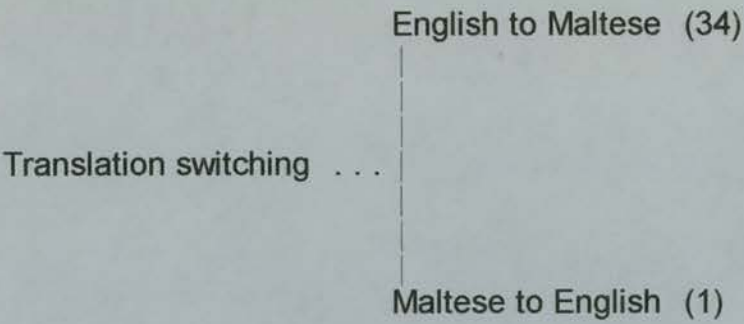 English to Maltese (34)
Translation switching . . .
Maltese to English (1)